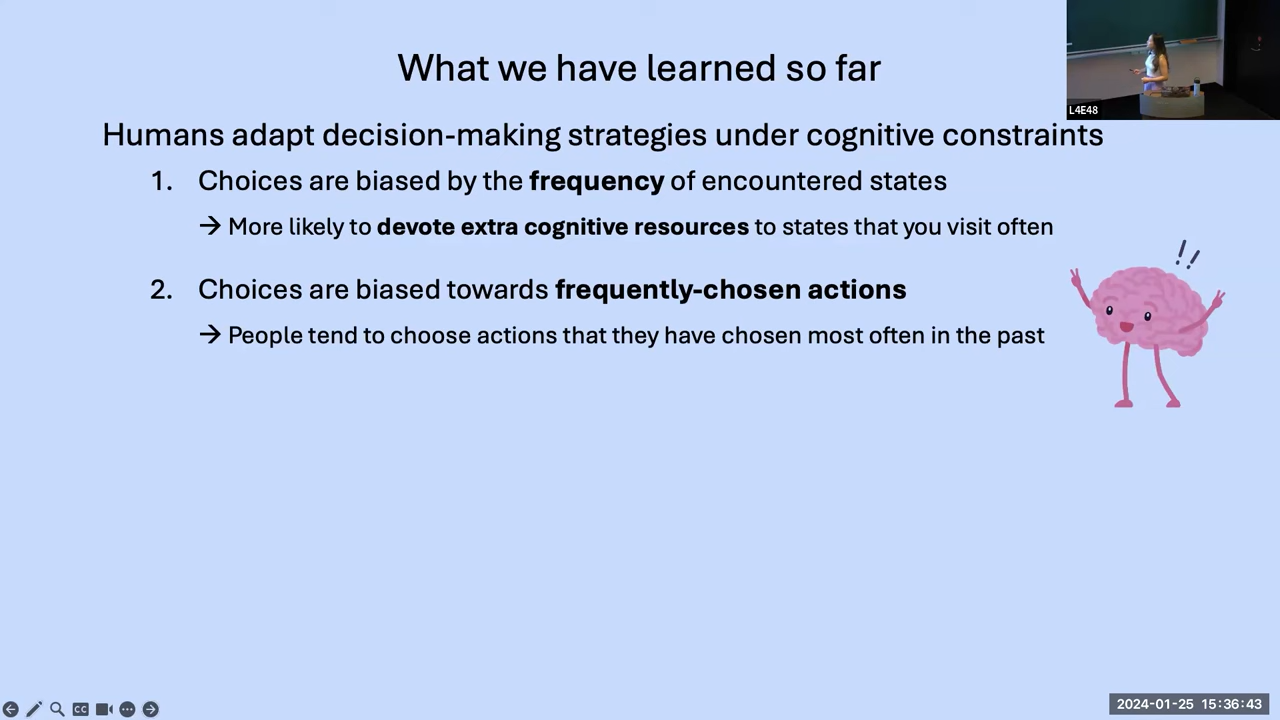 What we have learned so far
L4E48
Humans adapt decision-making strategies under cognitive constraints
1. Choices are biased by the frequency of encountered states
→ More likely to devote extra cognitive resources to states that you visit often
!!
2. Choices are biased towards frequently-chosen actions
→ People tend to choose actions that they have chosen most often in the past
CC
2024-01-25 15:36:43